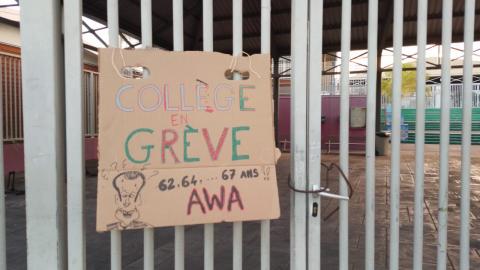 COLLÈGE
EN
GRÈVE
62.64. ... 67 ANS !!
AWA